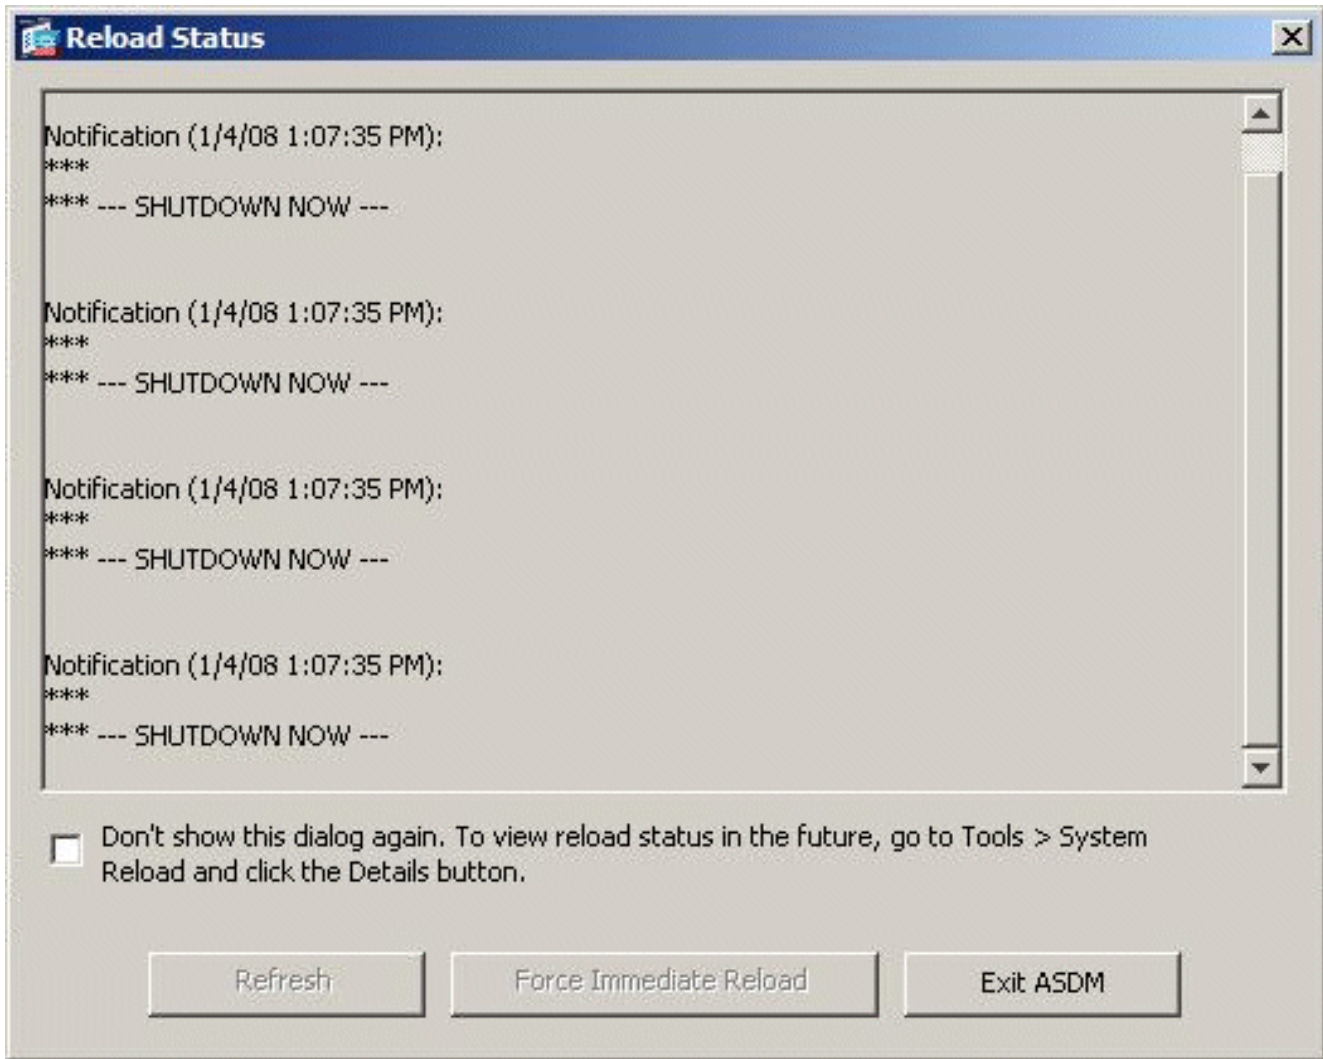 Reload Status
Notification (1/4/08 1:07:35 PM):
***
*** --- SHUTDOWN NOW ---
Notification (1/4/08 1:07:35 PM):
***
*** --- SHUTDOWN NOW ---
Notification (1/4/08 1:07:35 PM):
***
*** --- SHUTDOWN NOW ---
Notification (1/4/08 1:07:35 PM):
***
*** --- SHUTDOWN NOW ---
Don't show this dialog again. To view reload status in the future, go to Tools > System
Reload and click the Details button.
Refresh
Force Immediate Reload
Exit ASDM